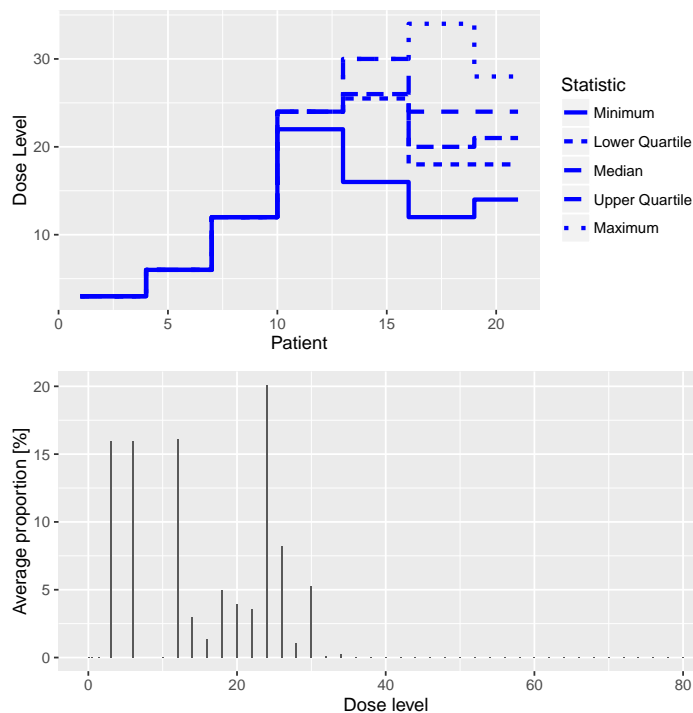 30
20
10
Dose Level
0
5
10
15
20
Patient
Statistic
Minimum
Lower Quartile
Median
Upper Quartile
Maximum
20
15
10
5
0
Average proportion [%]
0
20
40
60
80
Dose level